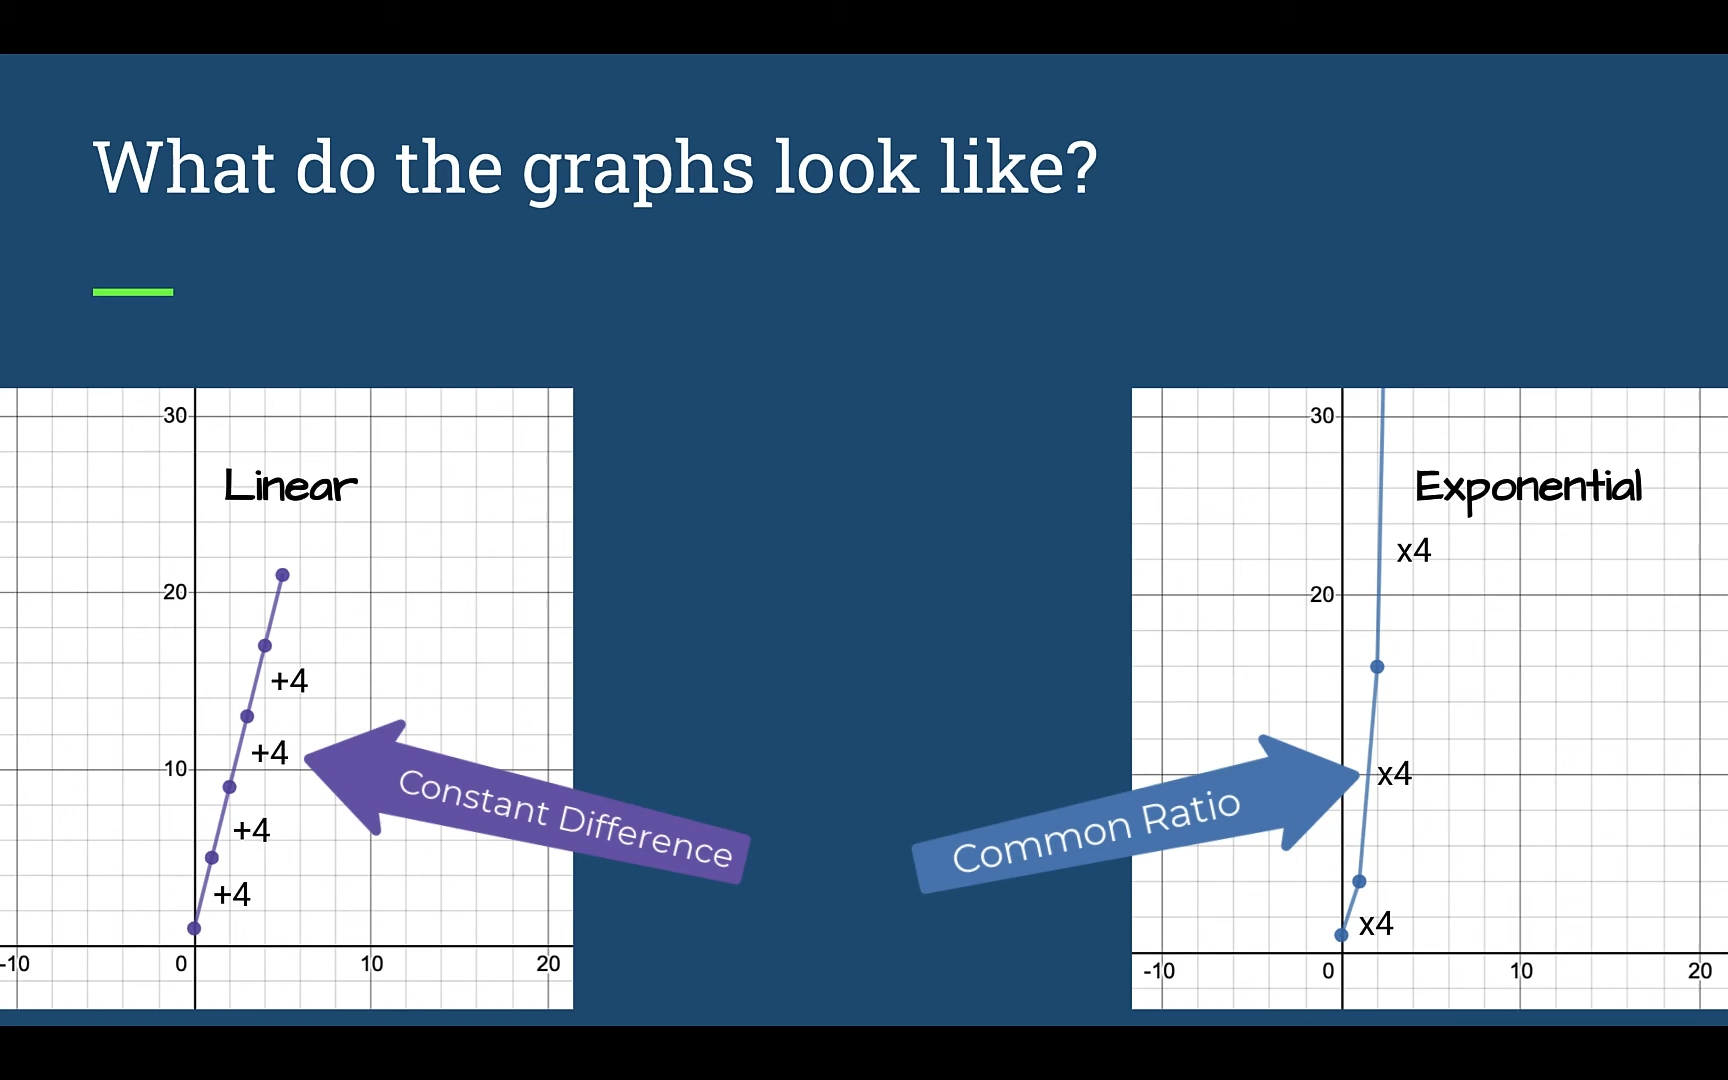 What do the graphs look like?
30
Linear
20
+4
+4
10
Constant Difference
+4
+4
-10
0
10
20
30
Exponential
x4
20
x4
Common Ratio
x4
-10
0
10
20